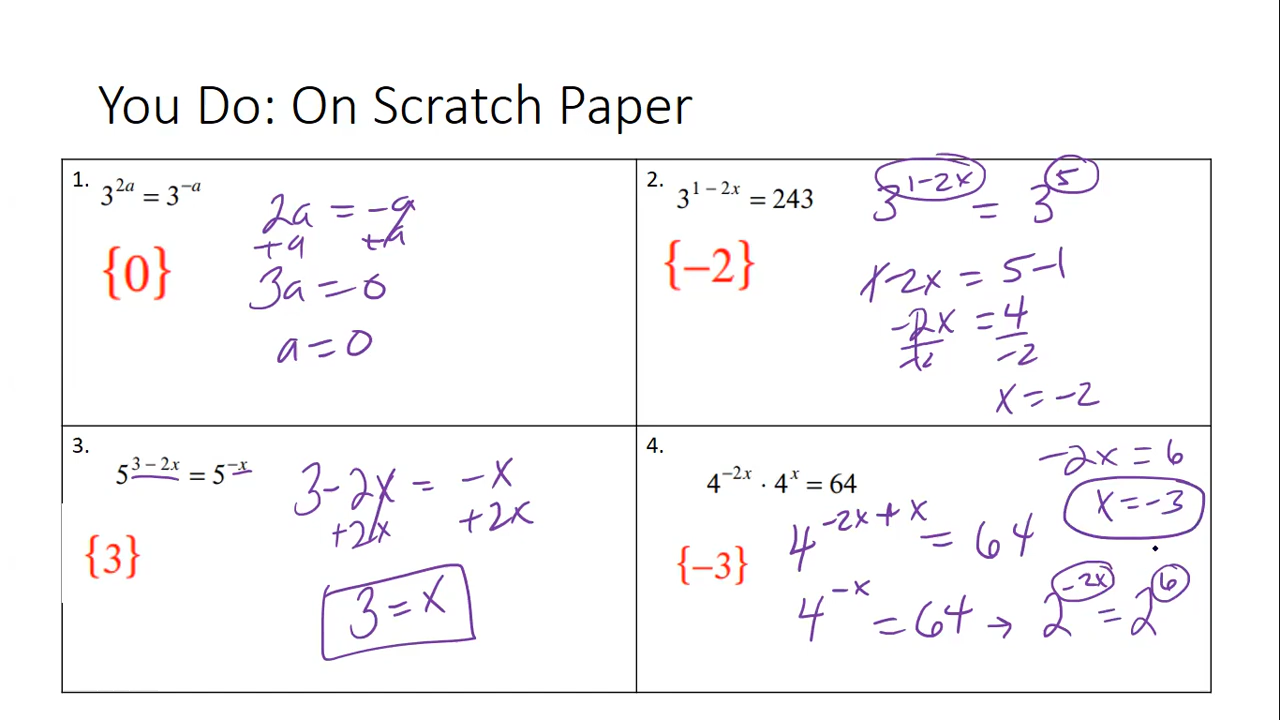 You Do: On Scratch Paper
1.
3^{2a} = 3^{-a}
{0}
2a = -a
+a +a
3a = 0
a = 0
2.
3^{1 - 2x} = 243
{-2}
3^{1-2x} = 3^{5}
1-2x = 5-1
-2x = 4
-2 -2
x = -2
3.
5^{3 - 2x} = 5^{-x}
{3}
3-2x = -x
+2x +2x
3 = x
4.
4^{-2x} · 4^{x} = 64
{-3}
4^{-2x+x} = 64
4^{-x} = 64 → 2^{-2x} = 2^{6}
-2x = 6
x = -3